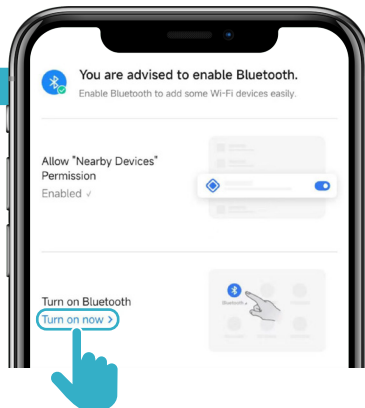 You are advised to enable Bluetooth.
Enable Bluetooth to add some Wi-Fi devices easily.
Allow "Nearby Devices"
Permission
Enabled ✓
Turn on Bluetooth
Turn on now >
Bluetooth